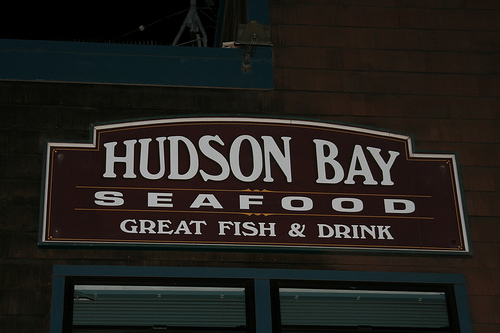 HUDSON BAY
SEAFOOD
GREAT FISH & DRINK